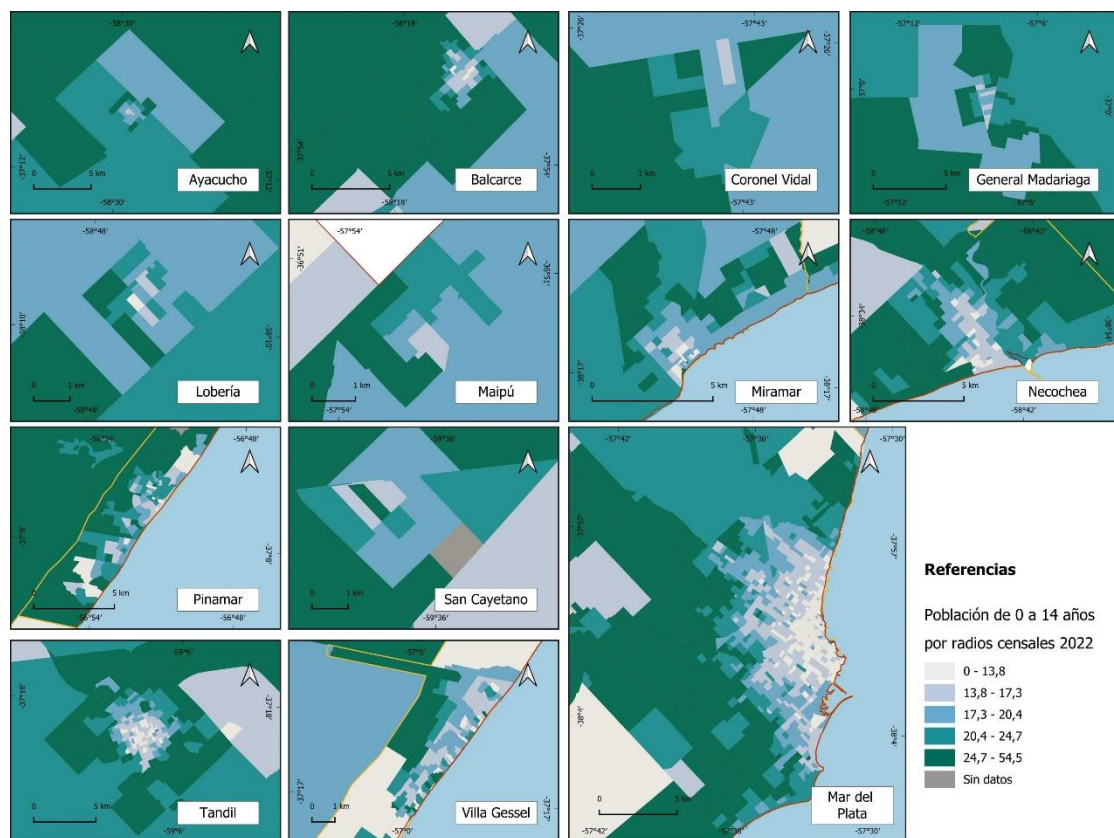 -58°30'
-37°12'
-37°12'
0 5 km
-58°30'
Ayacucho
-58°18'
-37°54'
-37°54'
0 5 km
-58°18'
Balcarce
-37°26'
-57°43'
-37°26'
0 1 km
-57°43'
Coronel Vidal
-57°12'
-57°6'
-37°0'
-37°0'
0 5 km
-57°12'
-57°6'
General Madariaga
-58°48'
-38°10'
-38°10'
0 1 km
-58°48'
Lobería
-57°54'
-36°51'
-36°51'
0 1 km
-57°54'
Maipú
-57°48'
-38°17'
-38°17'
0 5 km
-57°48'
Miramar
-58°48'
-58°42'
-38°34'
-38°34'
0 5 km
-58°48'
-58°42'
Necochea
-56°54'
-56°48'
-37°8'
-37°8'
0 5 km
-56°54'
-56°48'
Pinamar
-59°36'
0 1 km
-59°36'
San Cayetano
-57°42'
-57°36'
-57°30'
-37°57'
-37°57'
-38°4'
-38°4'
0 5 km
-57°42'
-57°36'
-57°30'
Mar del
Plata
Referencias
Población de 0 a 14 años
por radios censales 2022
0 - 13,8
13,8 - 17,3
17,3 - 20,4
20,4 - 24,7
24,7 - 54,5
Sin datos
-59°6'
-37°18'
-37°18'
0 5 km
-59°6'
Tandil
-57°0'
-37°17'
-37°17'
0 1 km
-57°0'
Villa Gessel